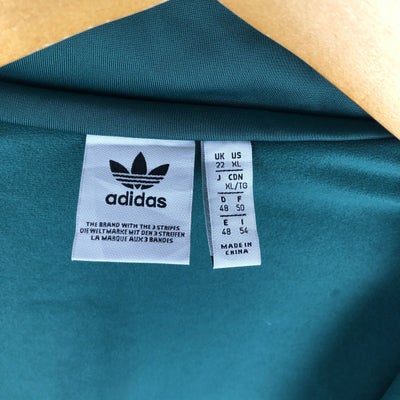 adidas
THE BRAND WITH THE 3 STRIPES
DIE WELTMARKE MIT DEN 3 STREIFEN
LA MARQUE AUX 3 BANDES
UK US
22 XL
J CDN
XL/TG
D F
48 50
E I
48 54
MADE IN
CHINA